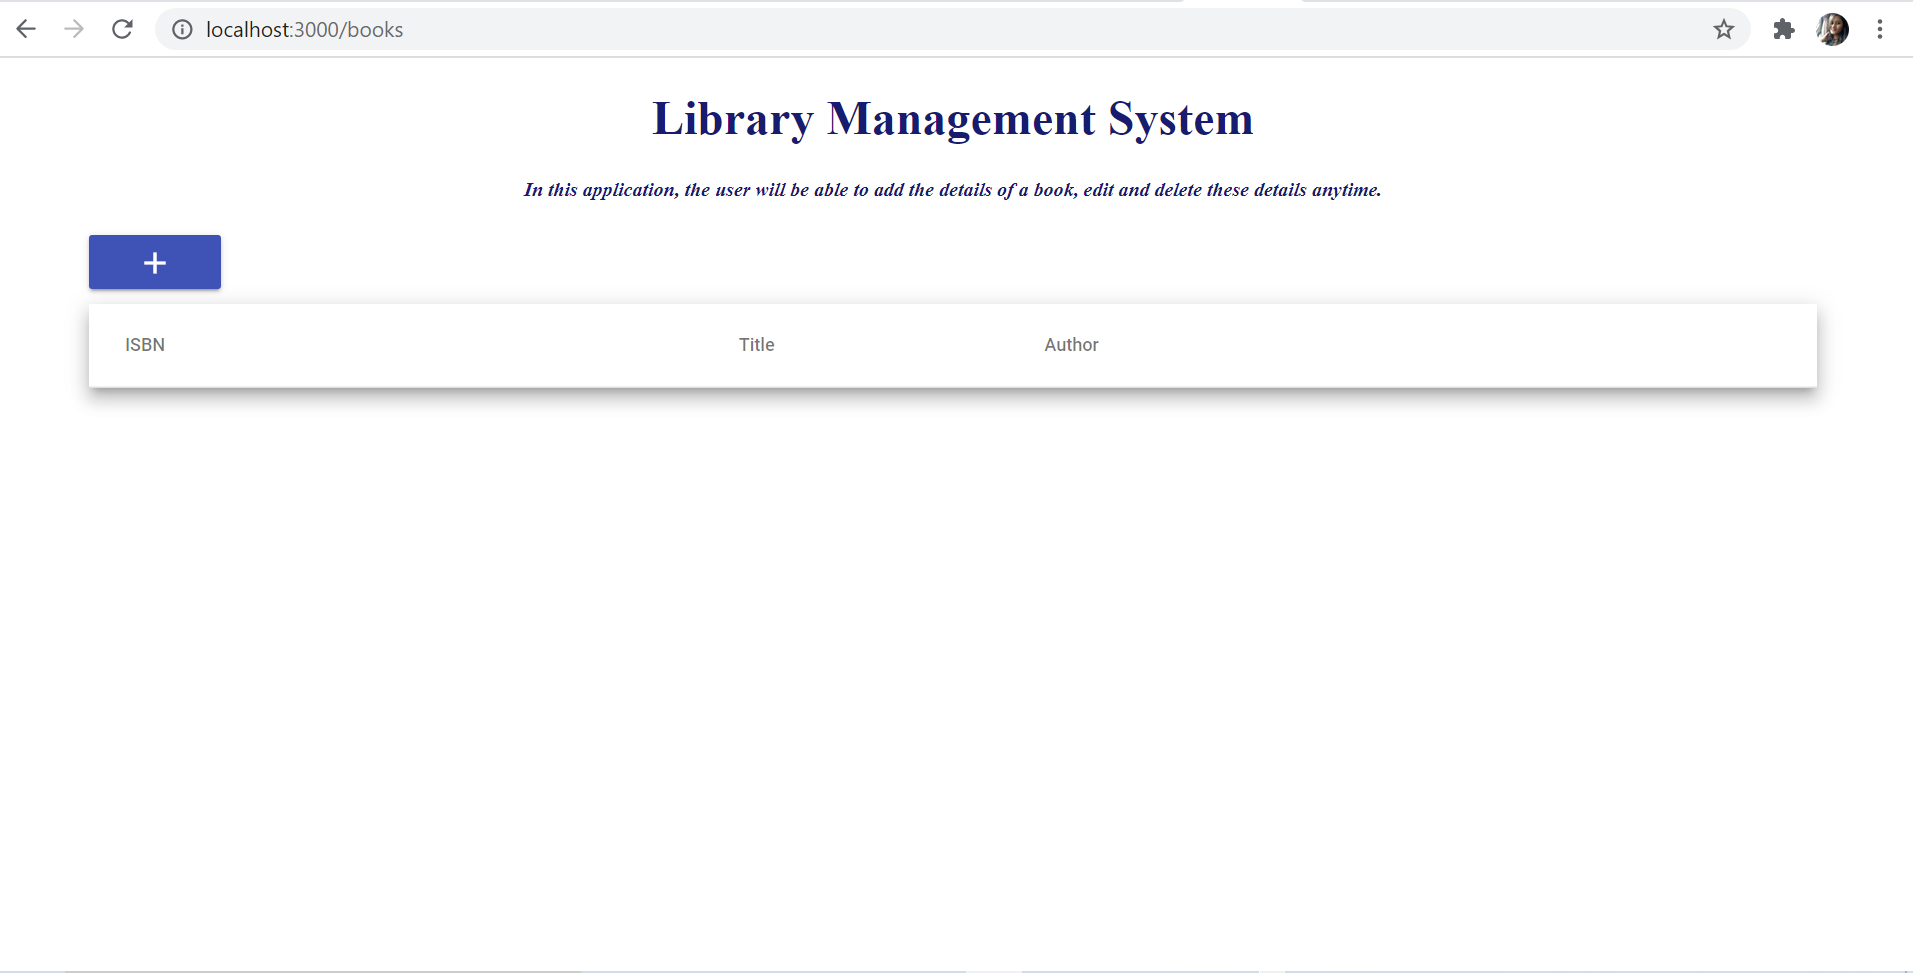 localhost:3000/books
Library Management System
In this application, the user will be able to add the details of a book, edit and delete these details anytime.
+
ISBN Title Author